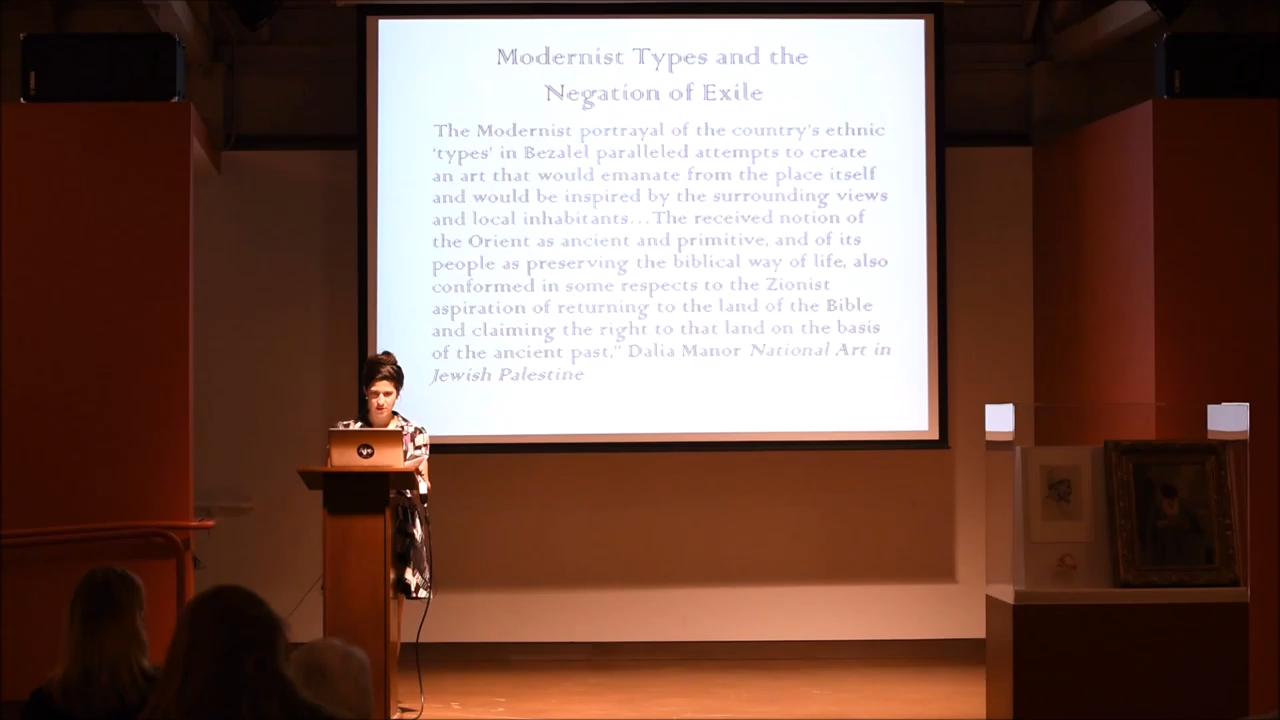 Modernist Types and the
Negation of Exile
The Modernist portrayal of the country's ethnic
'types' in Bezalel paralleled attempts to create
an art that would emanate from the place itself
and would be inspired by the surrounding views
and local inhabitants…The received notion of
the Orient as ancient and primitive, and of its
people as preserving the biblical way of life, also
conformed in some respects to the Zionist
aspiration of returning to the land of the Bible
and claiming the right to that land on the basis
of the ancient past," Dalia Manor National Art in
Jewish Palestine